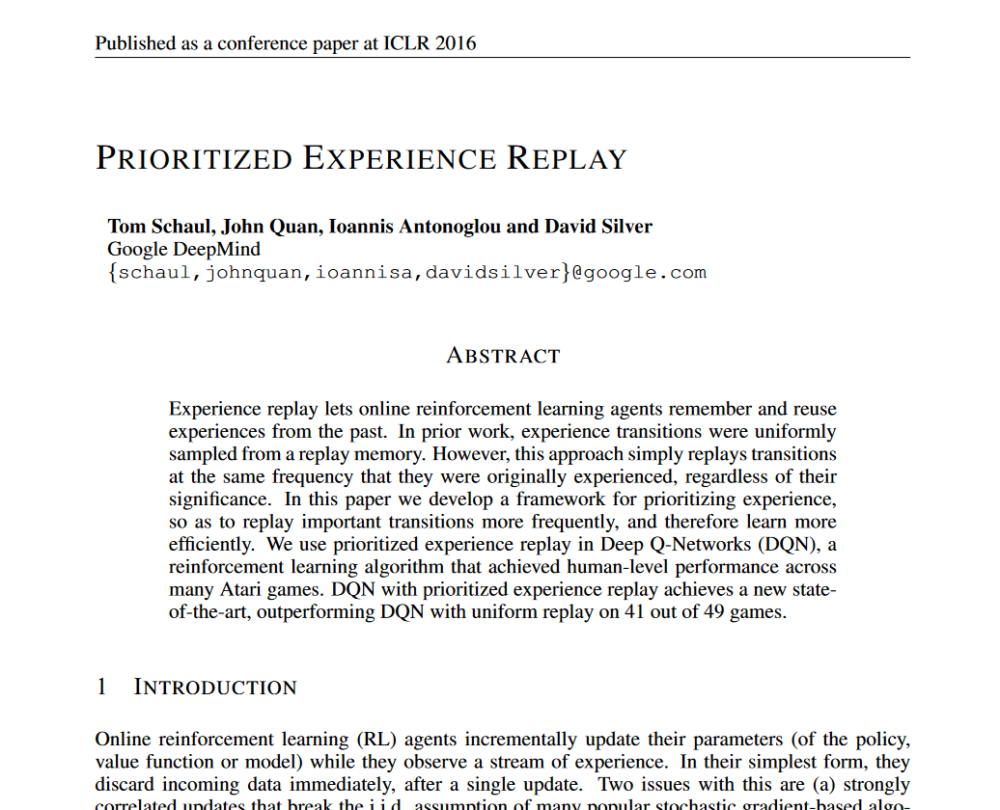 Published as a conference paper at ICLR 2016
PRIORITIZED EXPERIENCE REPLAY
Tom Schaul, John Quan, Ioannis Antonoglou and David Silver
Google DeepMind
{schaul,johnquan,ioannisa,davidsilver}@google.com
ABSTRACT
Experience replay lets online reinforcement learning agents remember and reuse
experiences from the past. In prior work, experience transitions were uniformly
sampled from a replay memory. However, this approach simply replays transitions
at the same frequency that they were originally experienced, regardless of their
significance. In this paper we develop a framework for prioritizing experience,
so as to replay important transitions more frequently, and therefore learn more
efficiently. We use prioritized experience replay in Deep Q-Networks (DQN), a
reinforcement learning algorithm that achieved human-level performance across
many Atari games. DQN with prioritized experience replay achieves a new state-
of-the-art, outperforming DQN with uniform replay on 41 out of 49 games.
1 INTRODUCTION
Online reinforcement learning (RL) agents incrementally update their parameters (of the policy,
value function or model) while they observe a stream of experience. In their simplest form, they
discard incoming data immediately, after a single update. Two issues with this are (a) strongly
correlated updates that break the i.i.d. assumption of many popular stochastic gradient-based algo-